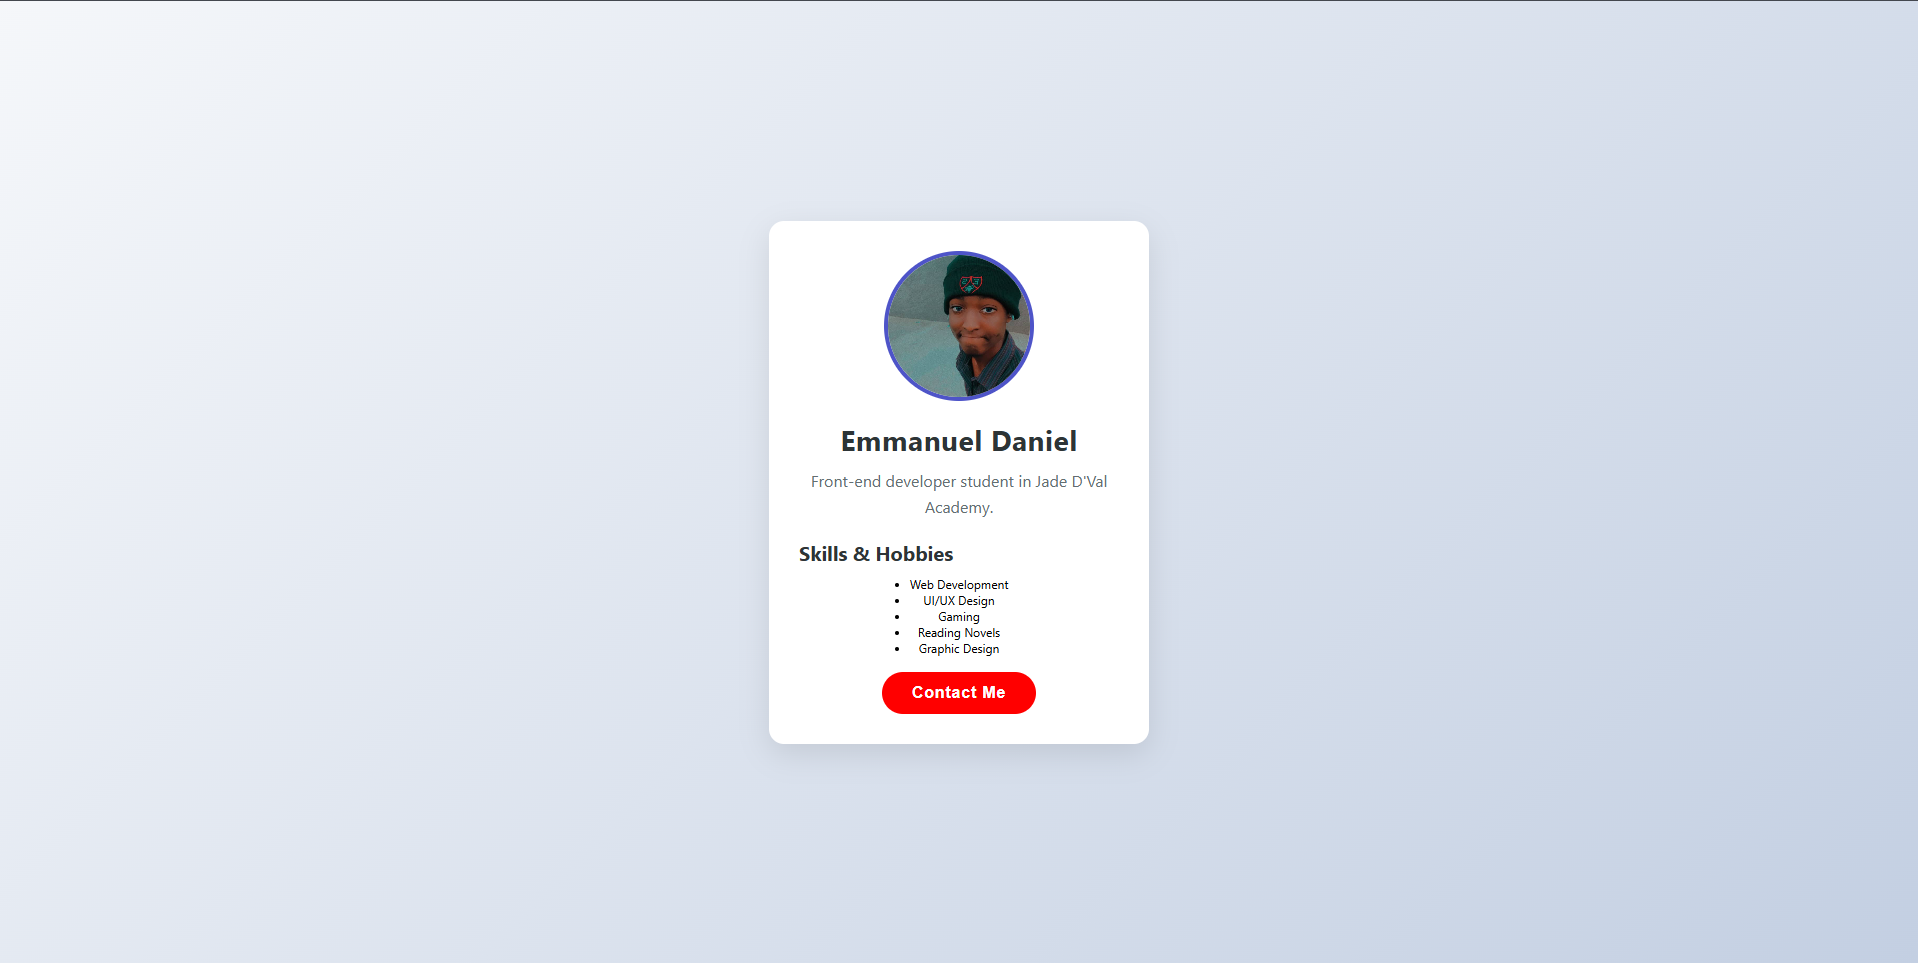 Emmanuel Daniel
Front-end developer student in Jade D'Val
Academy.
Skills & Hobbies
Web Development
UI/UX Design
Gaming
Reading Novels
Graphic Design
Contact Me